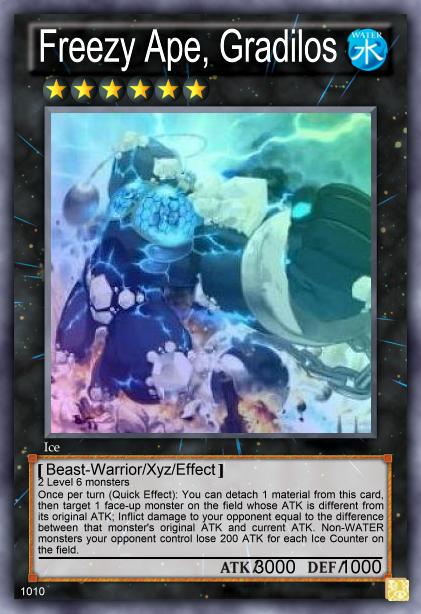 Freezy Ape, Gradilos
WATER
水
Ice
[ Beast-Warrior/Xyz/Effect ]
2 Level 6 monsters
Once per turn (Quick Effect): You can detach 1 material from this card,
then target 1 face-up monster on the field whose ATK is different from
its original ATK; Inflict damage to your opponent equal to the difference
between that monster's original ATK and current ATK. Non-WATER
monsters your opponent control lose 200 ATK for each Ice Counter on
the field.
ATK/3000 DEF/1000
1010